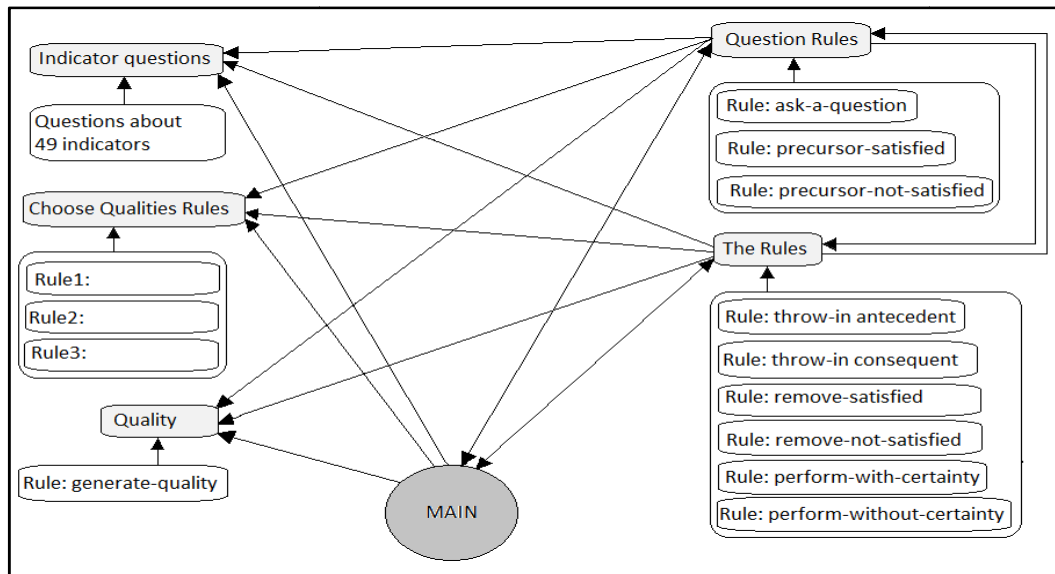 Indicator questions
Questions about
49 indicators
Choose Qualities Rules
Rule1:
Rule2:
Rule3:
Quality
Rule: generate-quality
MAIN
Question Rules
Rule: ask-a-question
Rule: precursor-satisfied
Rule: precursor-not-satisfied
The Rules
Rule: throw-in antecedent
Rule: throw-in consequent
Rule: remove-satisfied
Rule: remove-not-satisfied
Rule: perform-with-certainty
Rule: perform-without-certainty